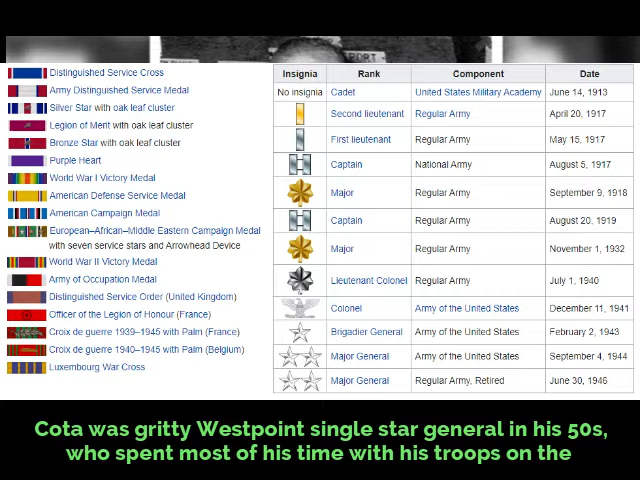 PORT
Distinguished Service Cross
Army Distinguished Service Medal
Silver Star with oak leaf cluster
Legion of Merit with oak leaf cluster
Bronze Star with oak leaf cluster
Purple Heart
World War I Victory Medal
American Defense Service Medal
American Campaign Medal
European–African–Middle Eastern Campaign Medal
with seven service stars and Arrowhead Device
World War II Victory Medal
Army of Occupation Medal
Distinguished Service Order (United Kingdom)
Officer of the Legion of Honour (France)
Croix de guerre 1939–1945 with Palm (France)
Croix de guerre 1940–1945 with Palm (Belgium)
Luxembourg War Cross
Insignia Rank Component Date
No insignia Cadet United States Military Academy June 14, 1913
Second lieutenant Regular Army April 20, 1917
First lieutenant Regular Army May 15, 1917
Captain National Army August 5, 1917
Major Regular Army September 9, 1918
Captain Regular Army August 20, 1919
Major Regular Army November 1, 1932
Lieutenant Colonel Regular Army July 1, 1940
Colonel Army of the United States December 11, 1941
Brigadier General Army of the United States February 2, 1943
Major General Army of the United States September 4, 1944
Major General Regular Army, Retired June 30, 1946
Cota was gritty Westpoint single star general in his 50s,
who spent most of his time with his troops on the